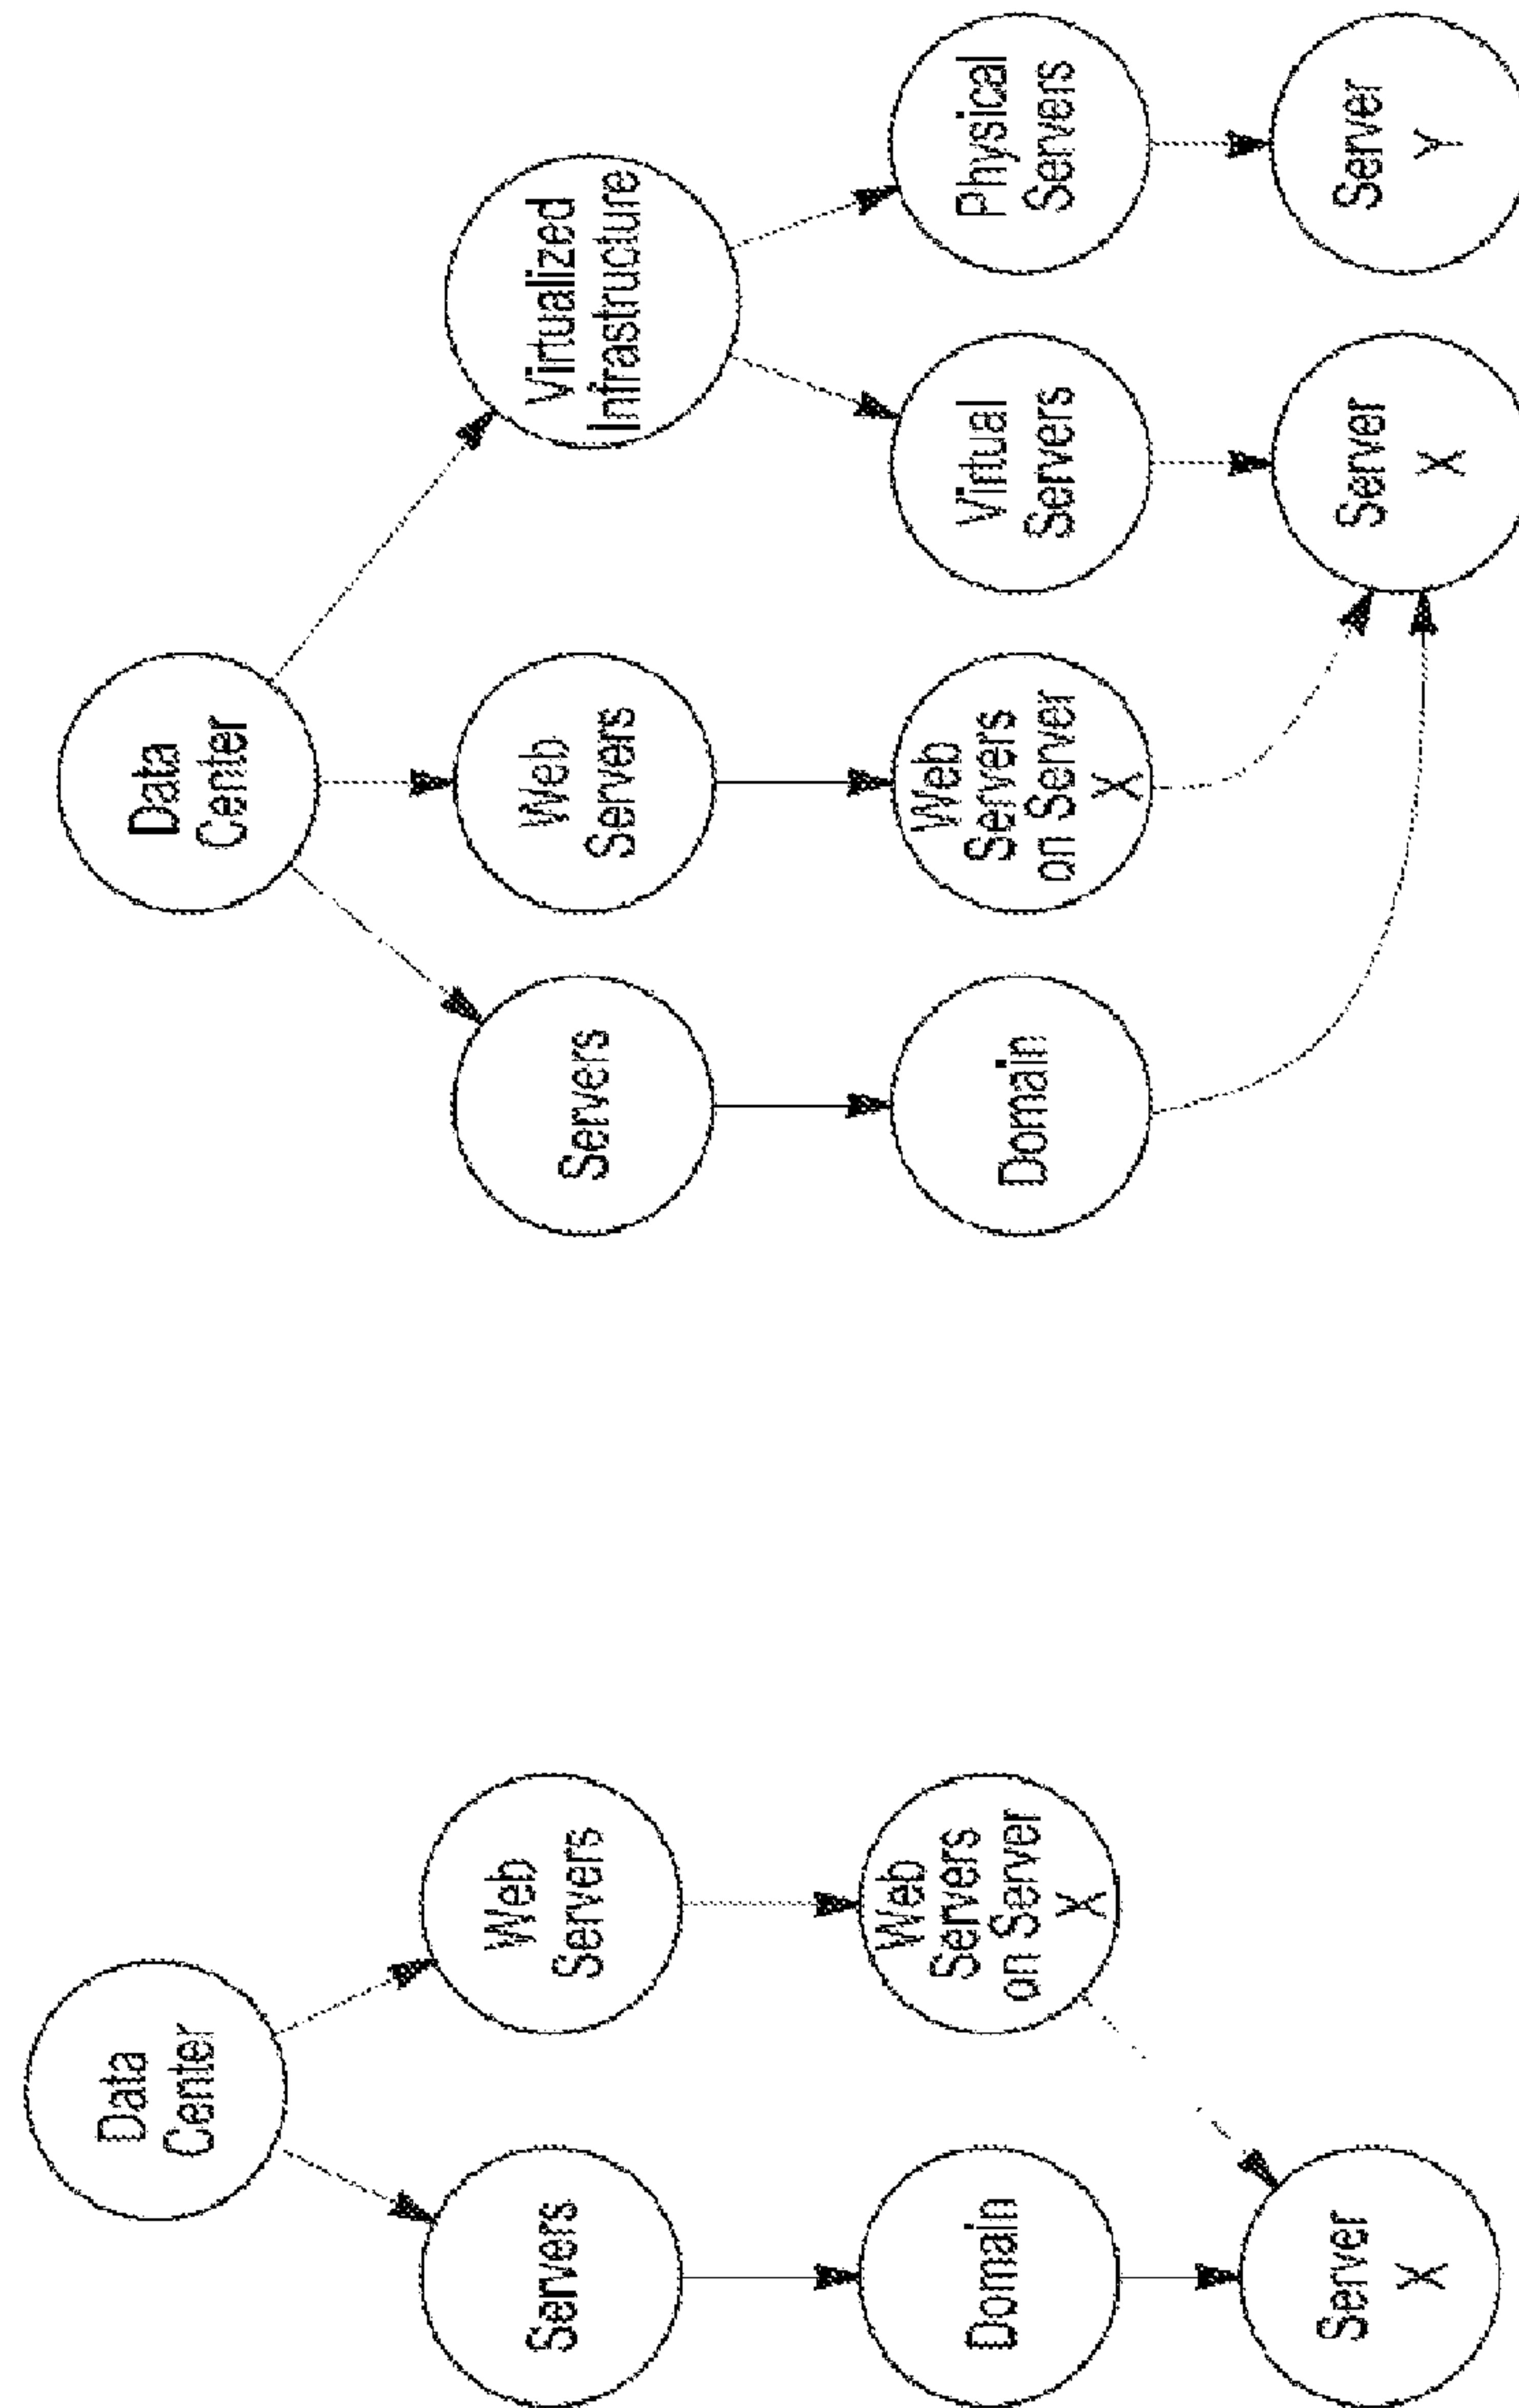 Data
Center
Servers
Web
Servers
Domain
Web
Servers
on Server
X
Server
X
Data
Center
Servers
Web
Servers
Virtualized
Infrastructure
Domain
Web
Servers
on Server
X
Virtual
Servers
Physical
Servers
Server
X
Server
Y